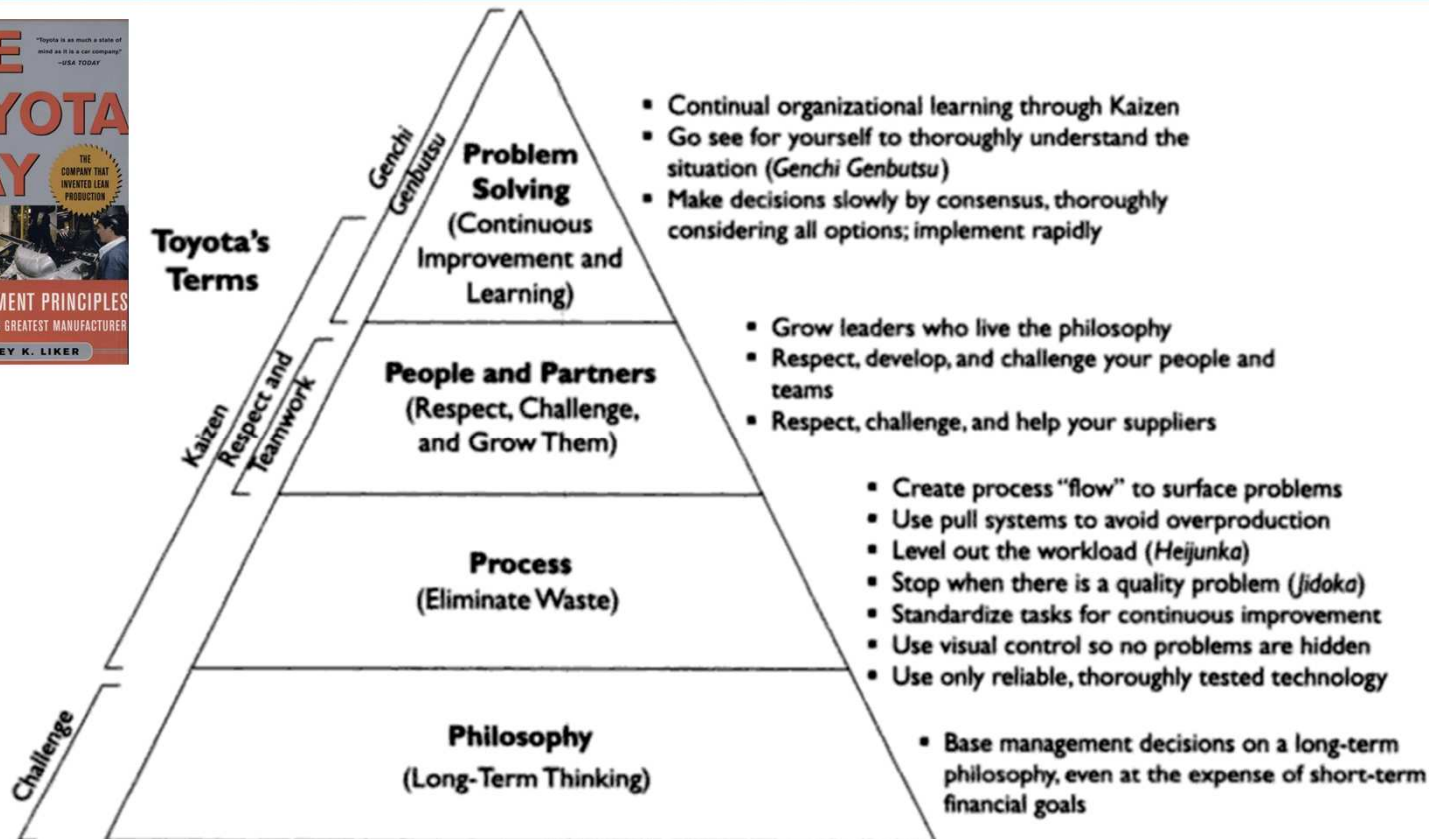 "Toyota is as much a state of
mind as it is a car company."
–USA TODAY
E
YOTA
AY
THE
COMPANY THAT
INVENTED LEAN
PRODUCTION
MENT PRINCIPLES
GREATEST MANUFACTURER
EY K. LIKER
Toyota's
Terms
Genchi
Genbutsu
Kaizen
Respect and
Teamwork
Challenge
Problem
Solving
(Continuous
Improvement and
Learning)
▪ Continual organizational learning through Kaizen
▪ Go see for yourself to thoroughly understand the
situation (Genchi Genbutsu)
▪ Make decisions slowly by consensus, thoroughly
considering all options; implement rapidly
People and Partners
(Respect, Challenge,
and Grow Them)
▪ Grow leaders who live the philosophy
▪ Respect, develop, and challenge your people and
teams
▪ Respect, challenge, and help your suppliers
Process
(Eliminate Waste)
▪ Create process "flow" to surface problems
▪ Use pull systems to avoid overproduction
▪ Level out the workload (Heijunka)
▪ Stop when there is a quality problem (Jidoka)
▪ Standardize tasks for continuous improvement
▪ Use visual control so no problems are hidden
▪ Use only reliable, thoroughly tested technology
Philosophy
(Long-Term Thinking)
▪ Base management decisions on a long-term
philosophy, even at the expense of short-term
financial goals